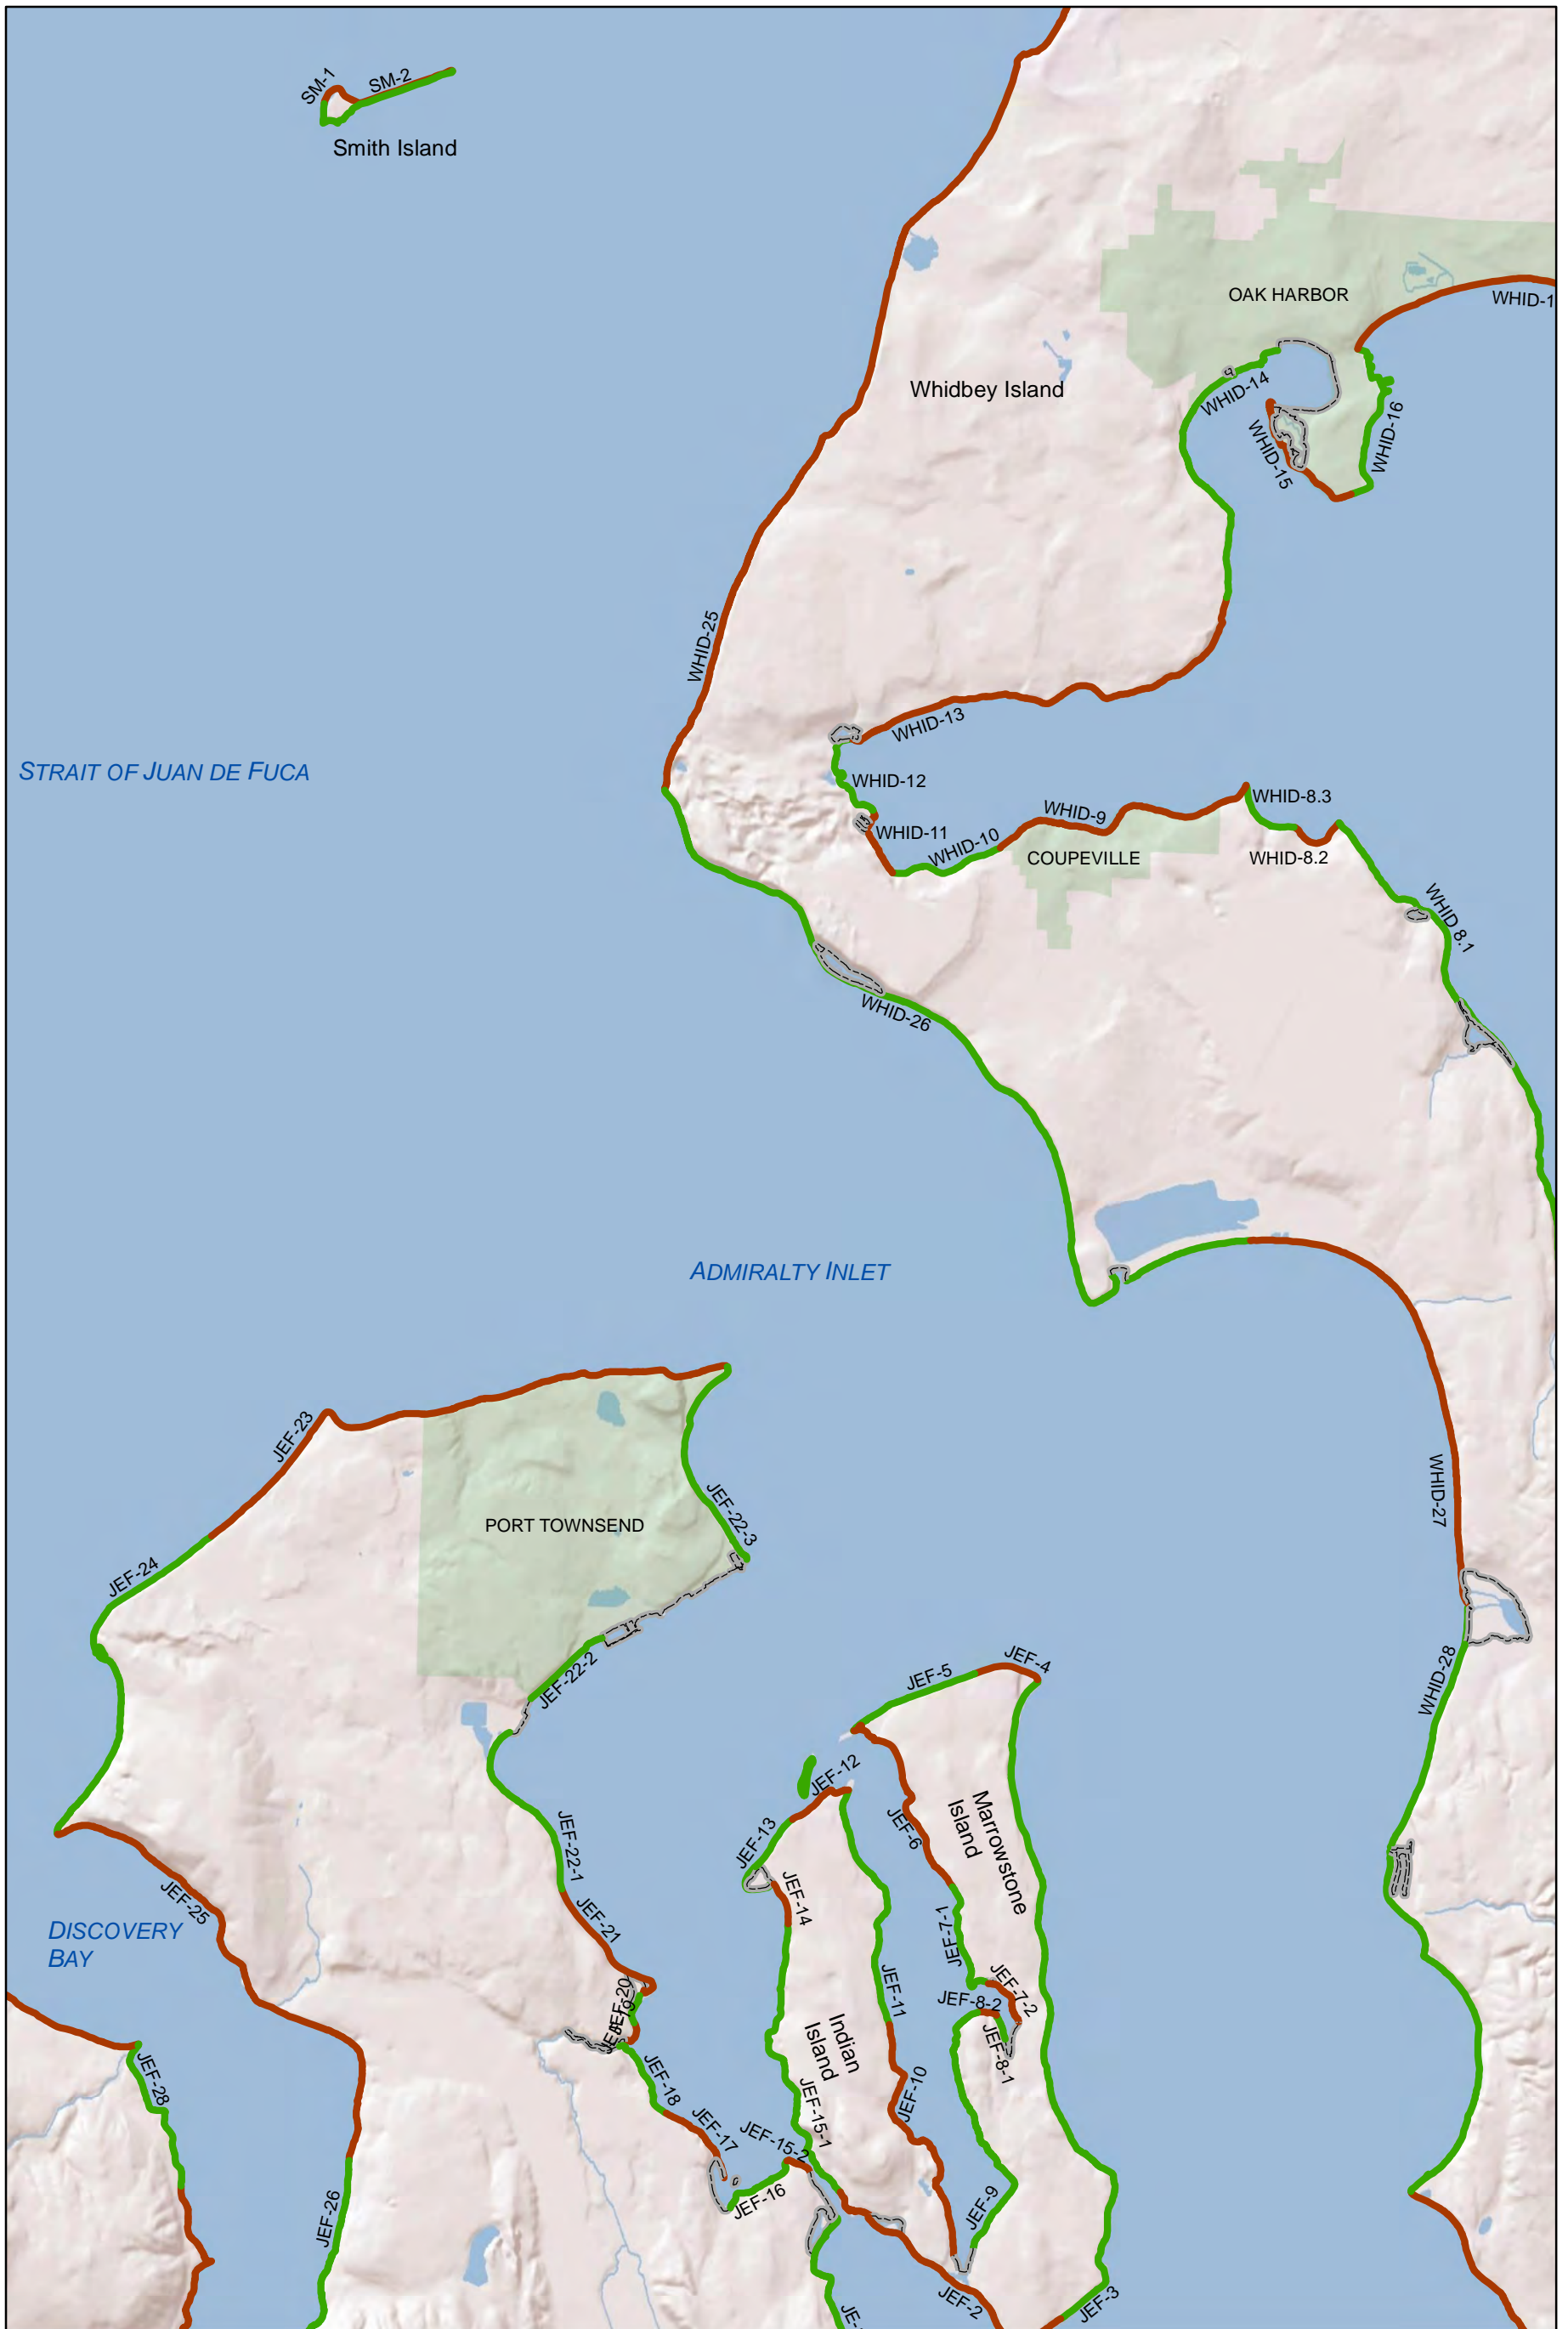 SM-1
SM-2
Smith Island
OAK HARBOR
WHID-1
Whidbey Island
WHID-14
WHID-16
WHID-15
WHID-25
WHID-13
STRAIT OF JUAN DE FUCA
WHID-12
WHID-8.3
WHID-9
WHID-11
WHID-10
COUPEVILLE
WHID-8.2
WHID 8.1
WHID-26
ADMIRALTY INLET
JEF-23
WHID-27
JEF-22-3
PORT TOWNSEND
JEF-24
JEF-22-2
JEF-5
JEF-4
WHID-28
JEF-12
Marrowstone
Island
JEF-6
JEF-13
JEF-22-1
JEF-14
JEF-25
JEF-21
DISCOVERY
BAY
JEF-7-1
JEF-7-2
JEF-20
JEF-11
JEF-8-2
Indian
Island
JEF-8-1
JEF-28
JEF-18
JEF-10
JEF-17
JEF-15-1
JEF-15-2
JEF-26
JEF-16
JEF-9
JEF-2
JEF-3